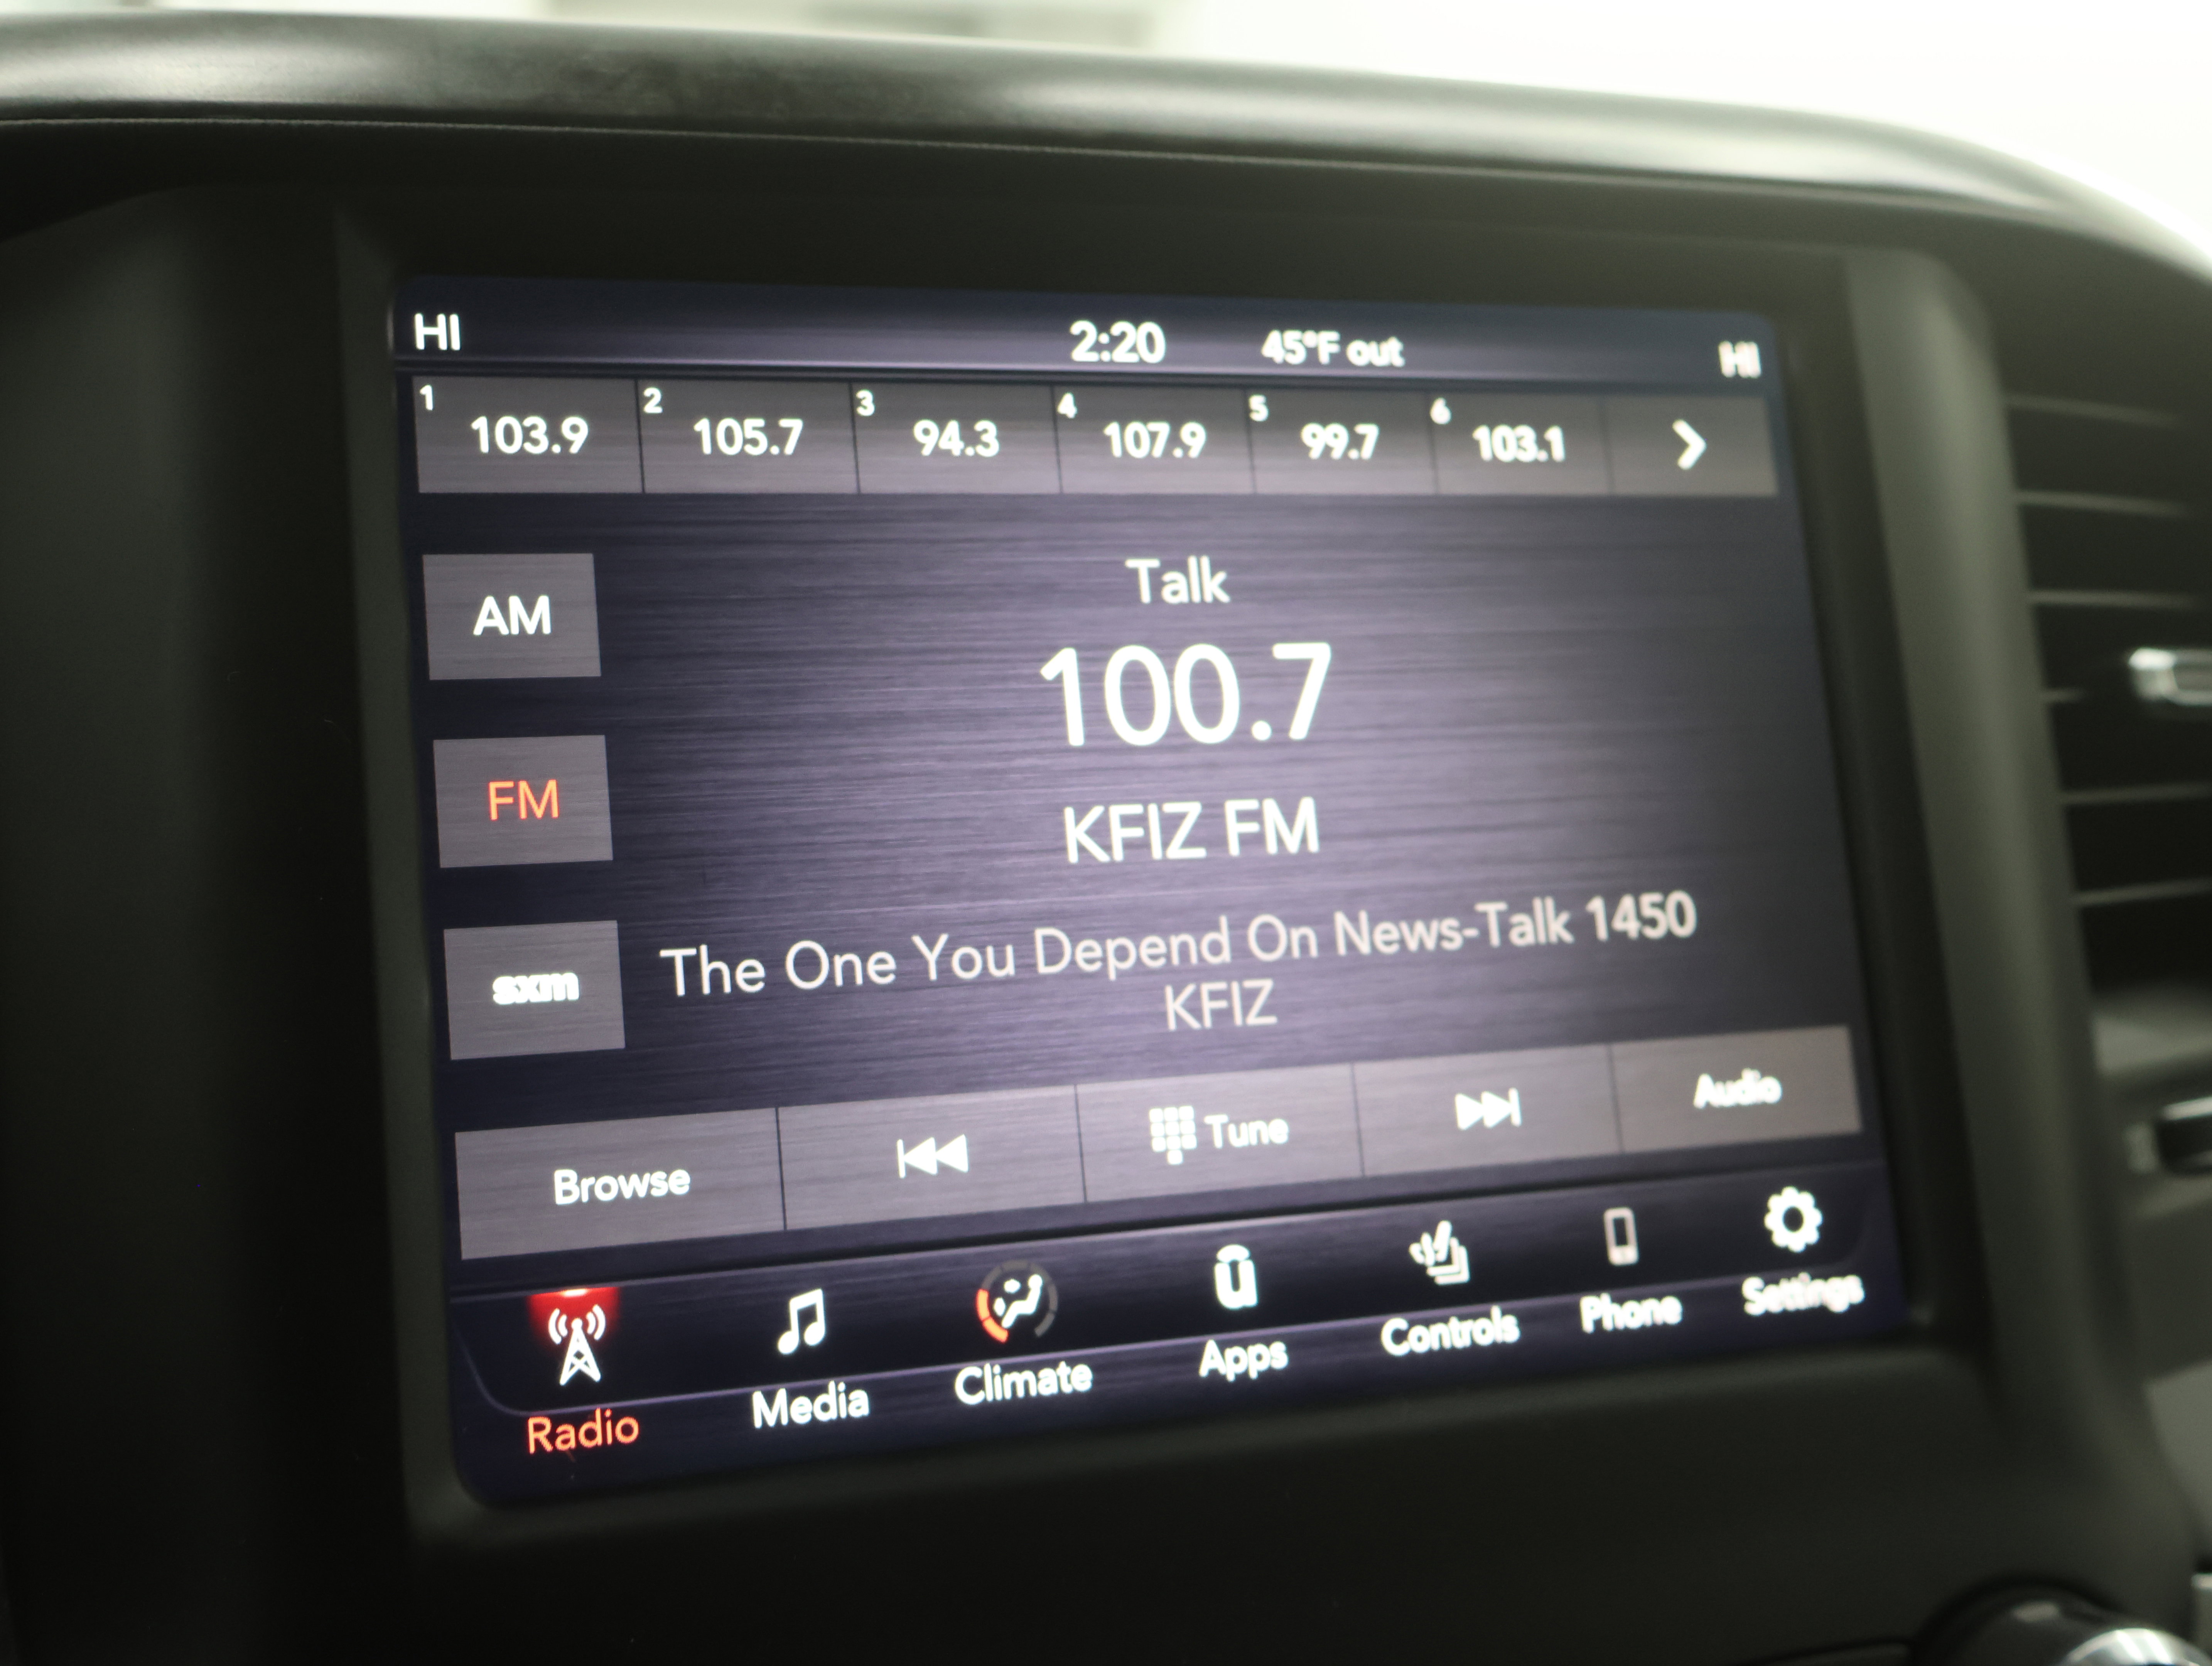 HI 2:20 45°F out HI
1 103.9 2 105.7 3 94.3 4 107.9 5 99.7 6 103.1
Talk
AM
100.7
FM
KFIZ FM
The One You Depend On News-Talk 1450
KFIZ
sxm
Browse Tune Audio
Radio Media Climate Apps Controls Phone Settings